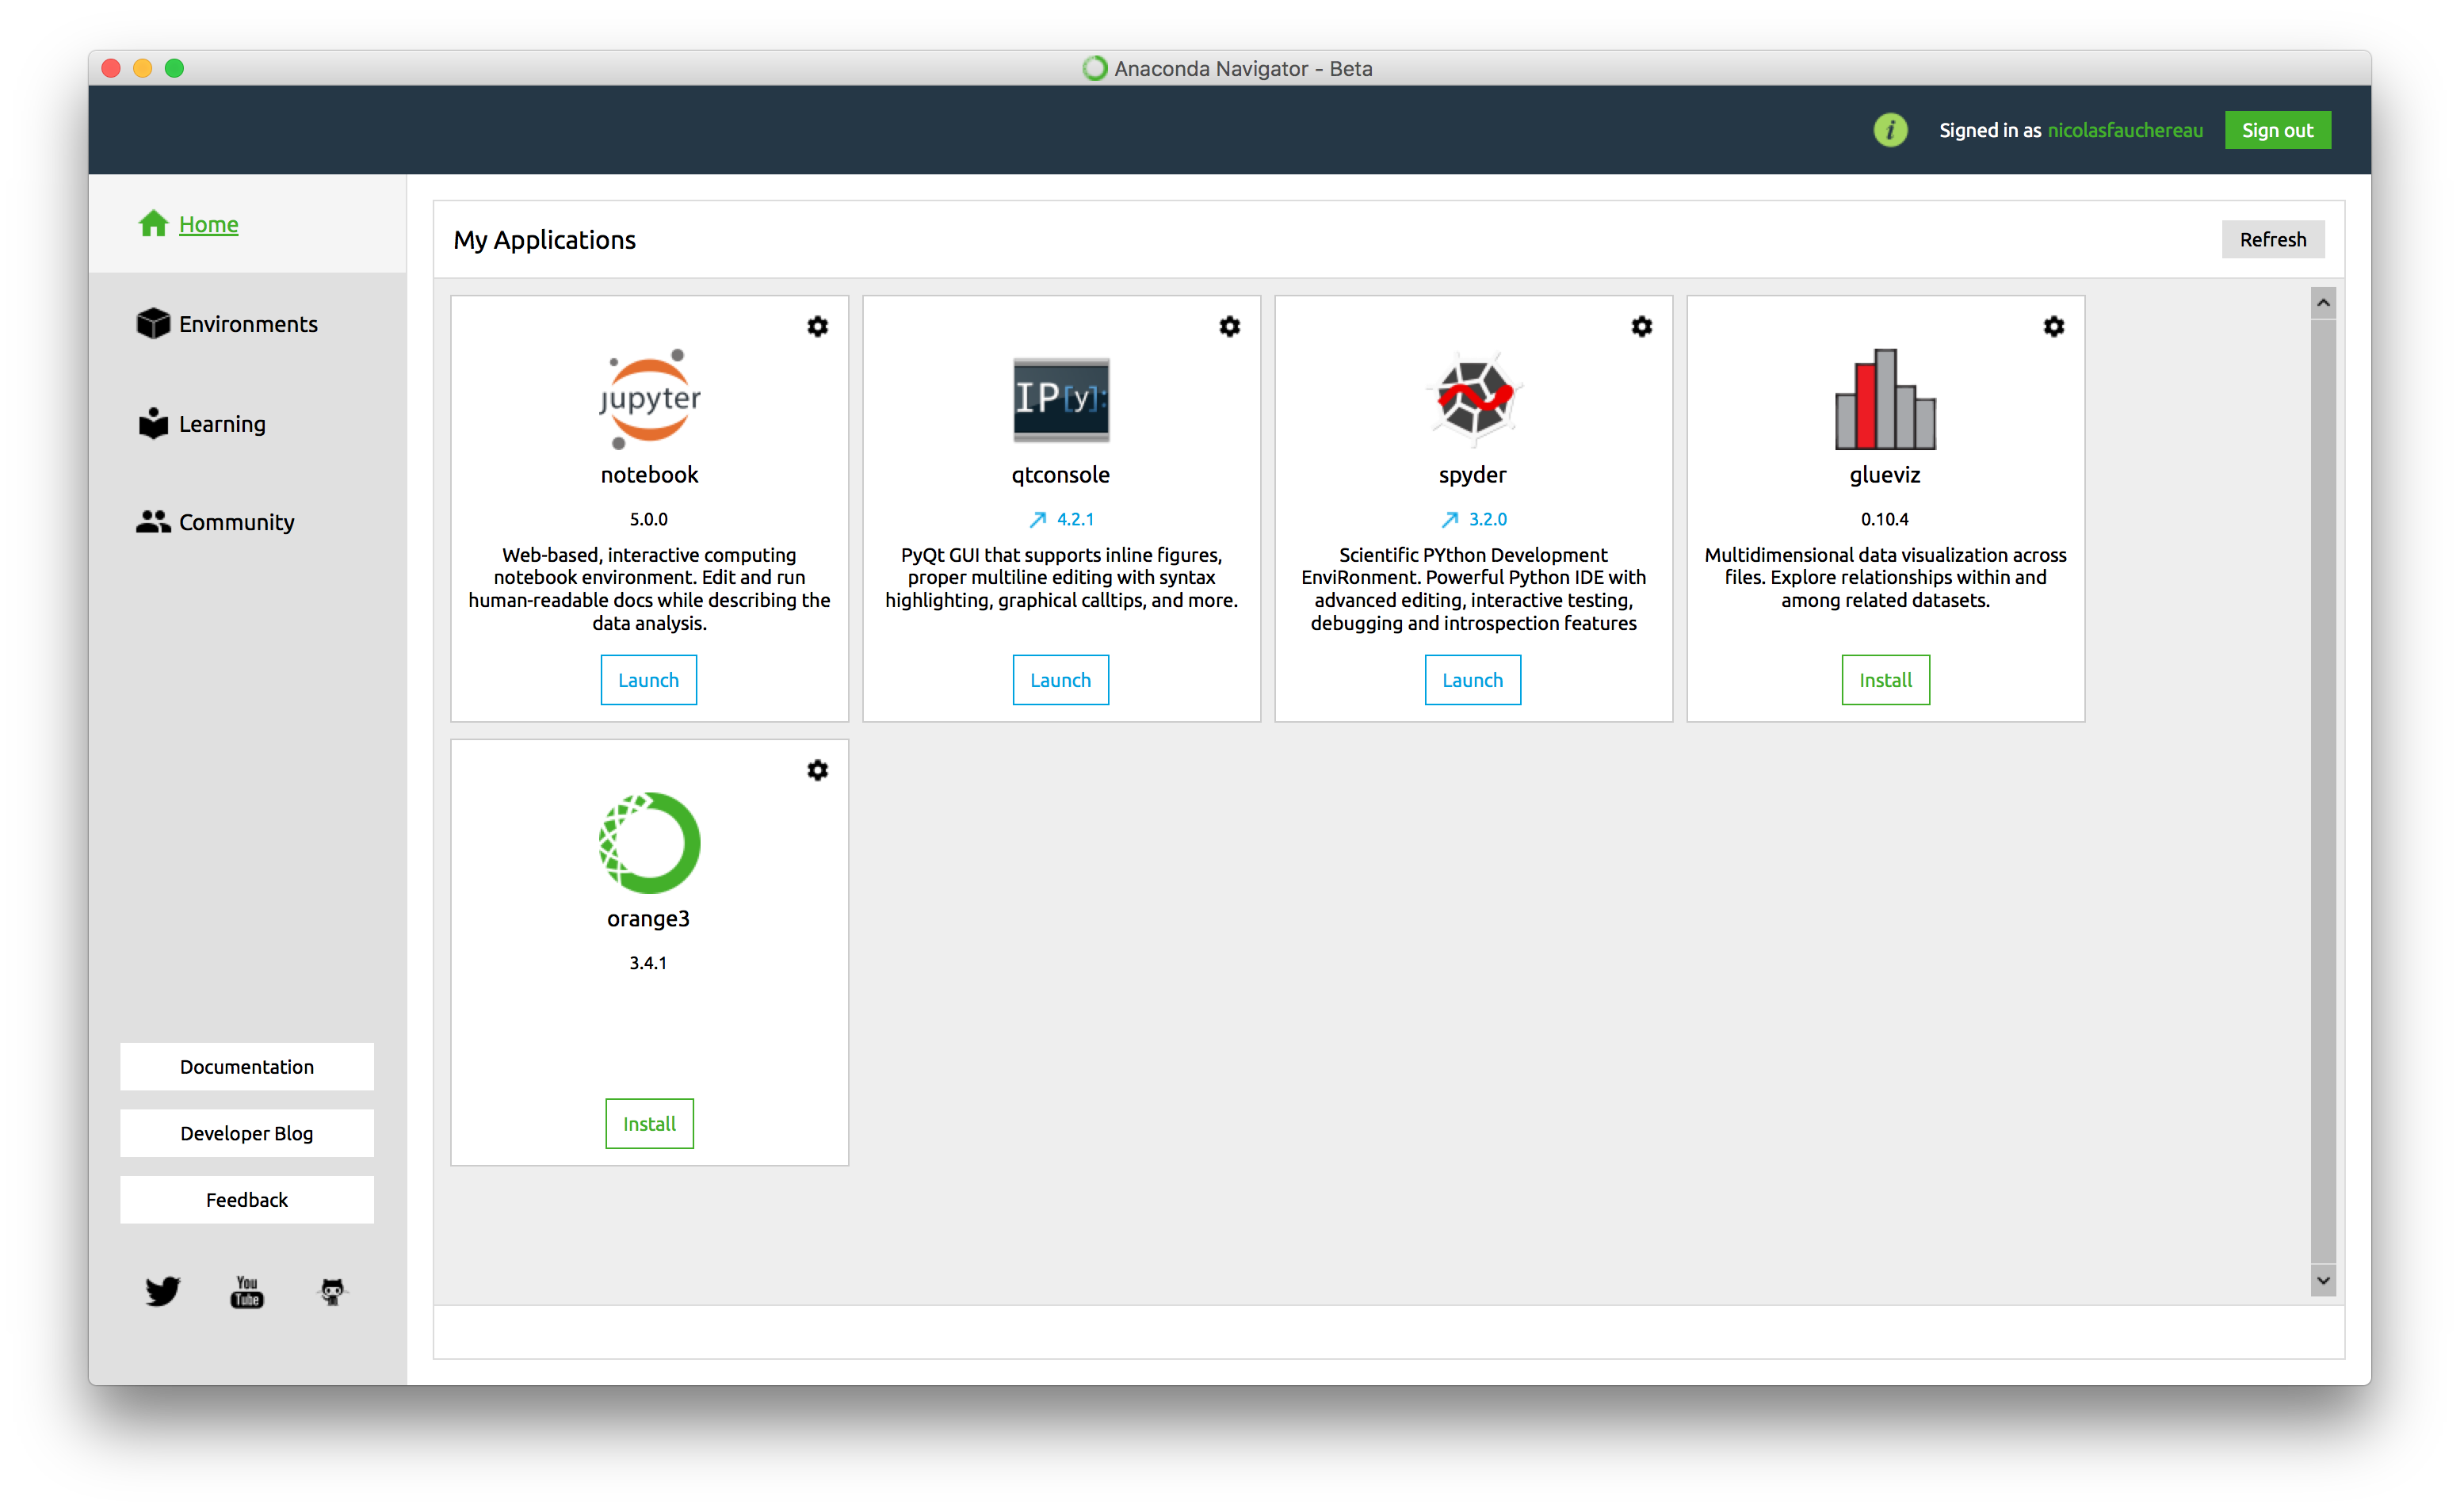 Anaconda Navigator - Beta
i Signed in as nicolasfauchereau Sign out
Home
Environments
Learning
Community
Documentation
Developer Blog
Feedback
You
Tube
My Applications
Refresh
jupyter
notebook
5.0.0
Web-based, interactive computing
notebook environment. Edit and run
human-readable docs while describing the
data analysis.
Launch
IP[y]:
qtconsole
4.2.1
PyQt GUI that supports inline figures,
proper multiline editing with syntax
highlighting, graphical calltips, and more.
Launch
spyder
3.2.0
Scientific PYthon Development
EnviRonment. Powerful Python IDE with
advanced editing, interactive testing,
debugging and introspection features
Launch
glueviz
0.10.4
Multidimensional data visualization across
files. Explore relationships within and
among related datasets.
Install
orange3
3.4.1
Install